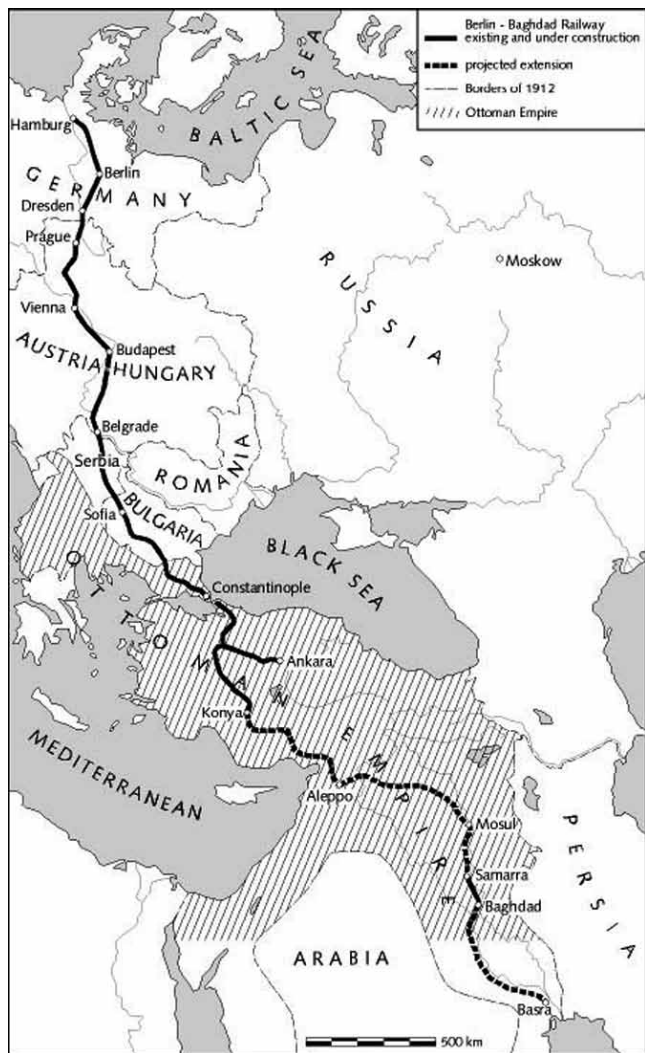 Berlin - Baghdad Railway
existing and under construction
projected extension
Borders of 1912
Ottoman Empire
BALTIC SEA
Hamburg
Berlin
GERMANY
Dresden
Prague
Moskow
RUSSIA
Vienna
Budapest
AUSTRIA HUNGARY
Belgrade
Serbia
ROMANIA
BULGARIA
Sofia
BLACK SEA
Constantinople
OTTOMAN EMPIRE
Ankara
Konya
MEDITERRANEAN
Aleppo
Mosul
PERSIA
Samarra
Baghdad
ARABIA
Basra
500 km